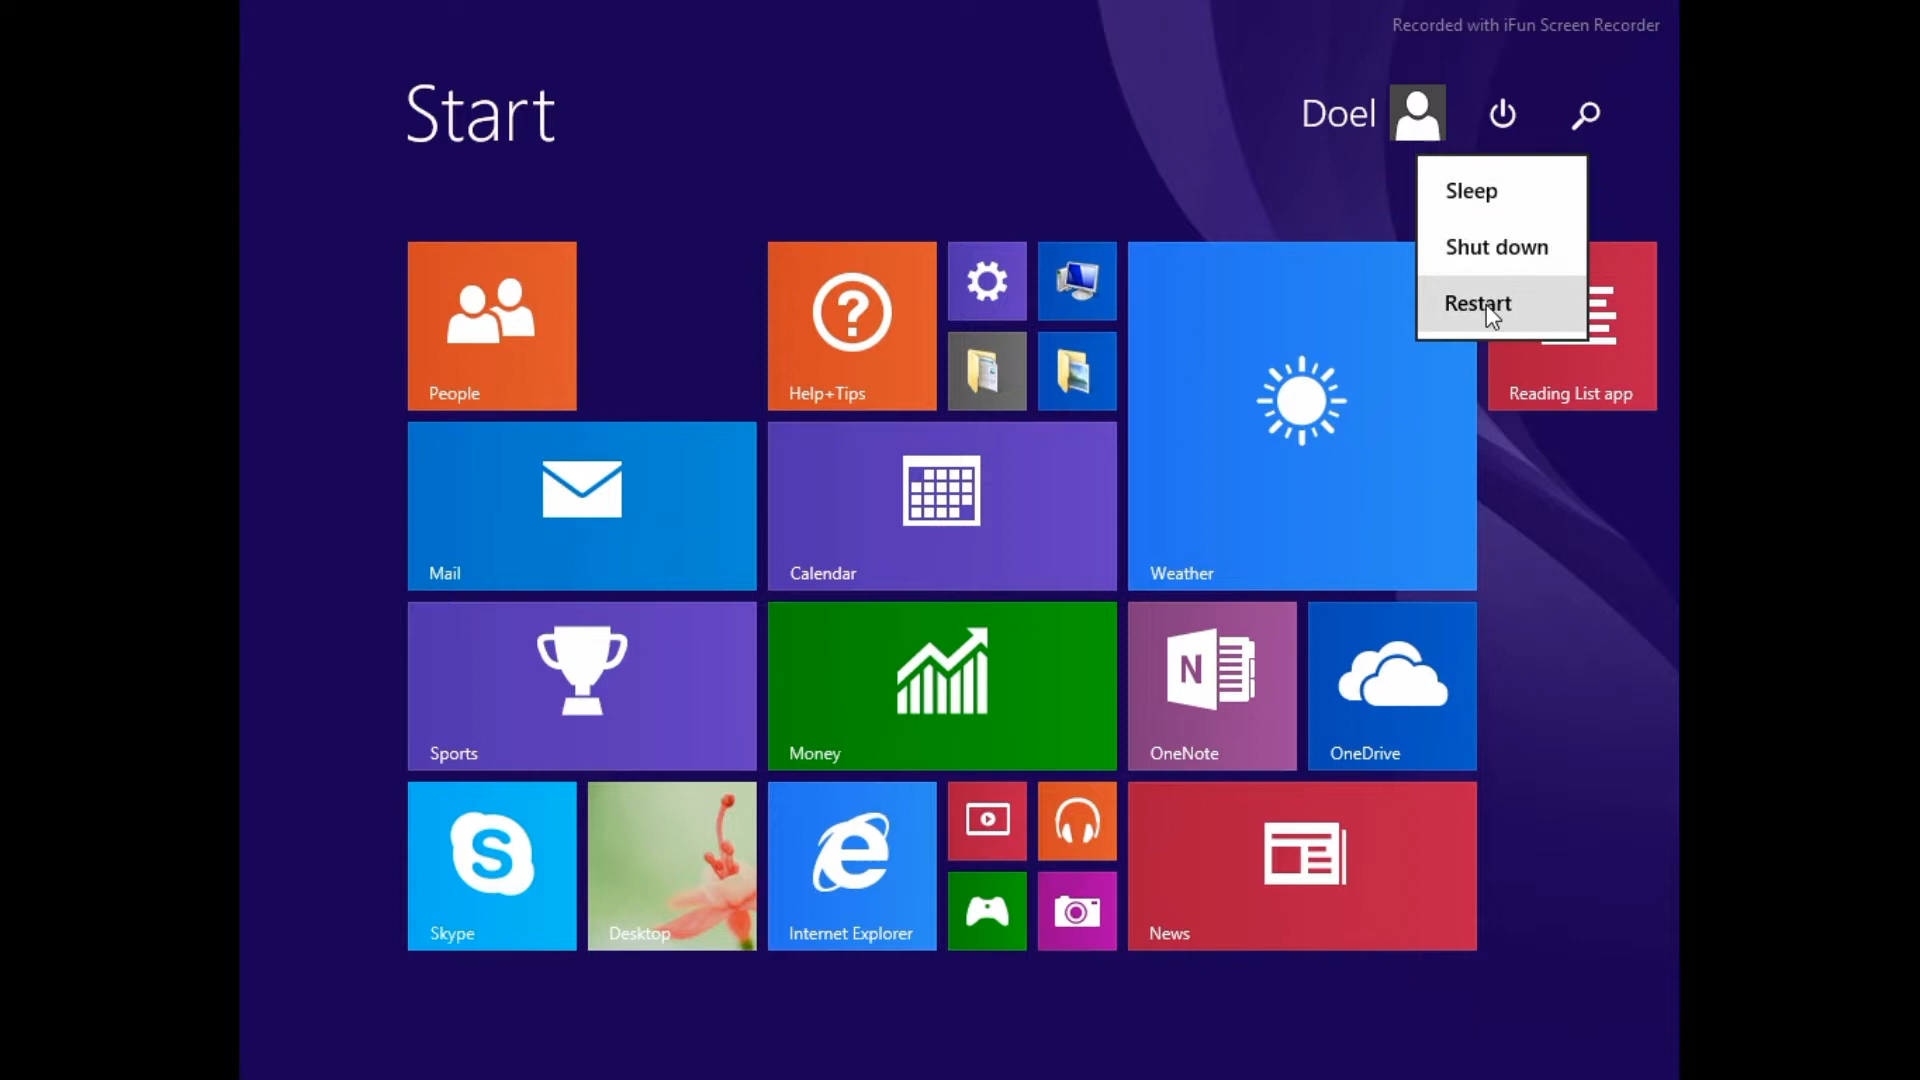 Recorded with iFun Screen Recorder
Start
Doel
Sleep
Shut down
Restart
People
Help+Tips
Reading List app
Mail
Calendar
Weather
Sports
Money
N
OneNote
OneDrive
S
Skype
Desktop
Internet Explorer
News